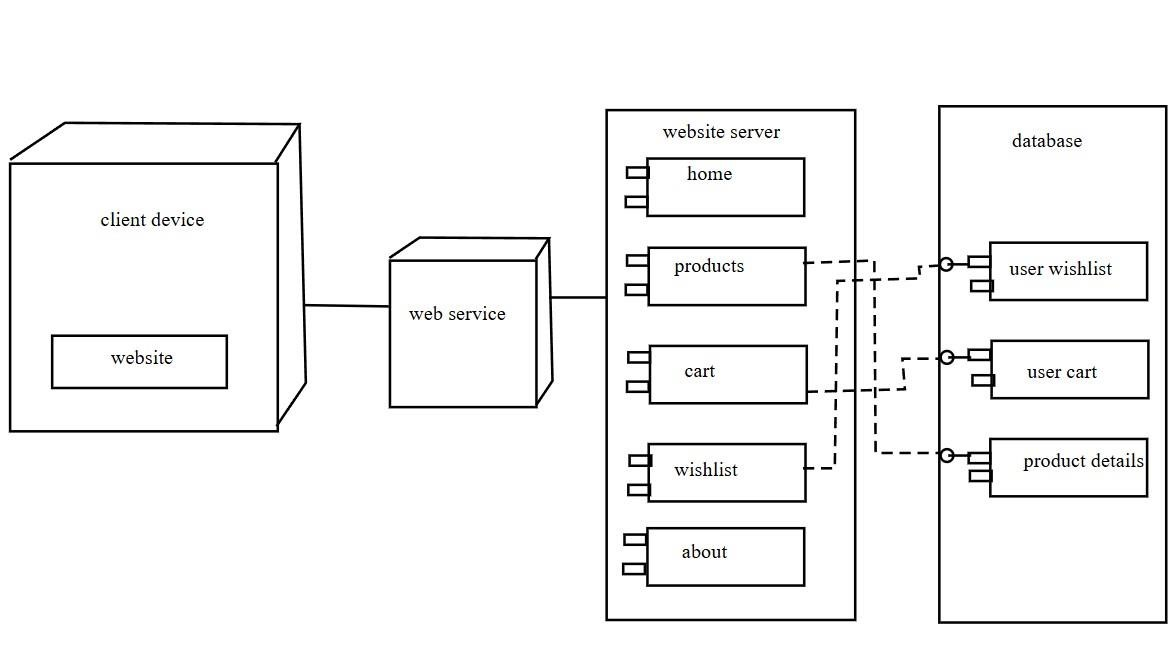 client device
website
web service
website server
home
products
cart
wishlist
about
database
user wishlist
user cart
product details